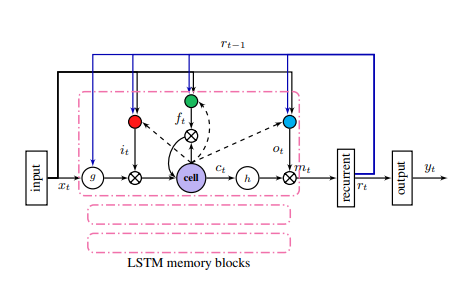 r_{t-1}
f_t
i_t
o_t
input
x_t
g
cell
c_t
h
m_t
recurrent
r_t
output
y_t
LSTM memory blocks